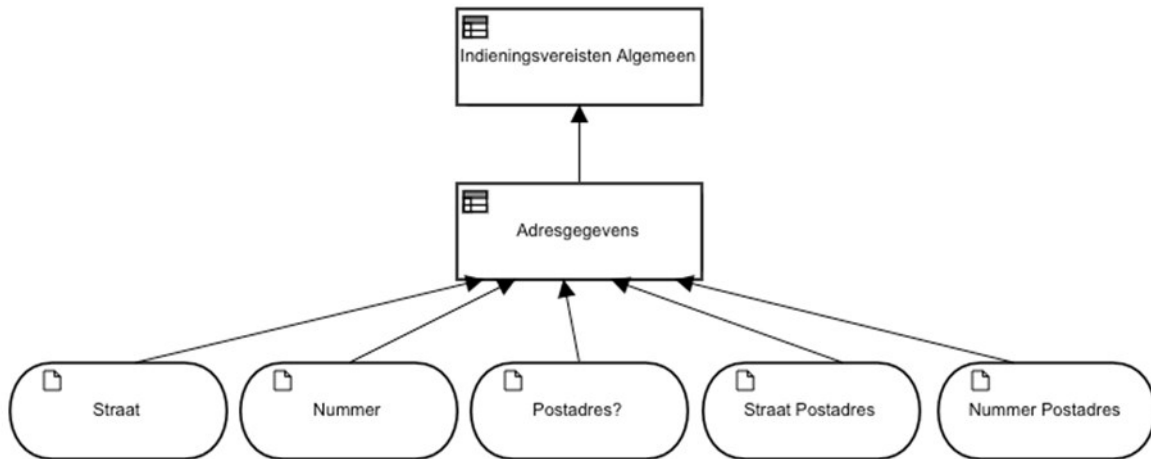 Indieningsvereisten Algemeen
Adresgegevens
Straat
Nummer
Postadres?
Straat Postadres
Nummer Postadres